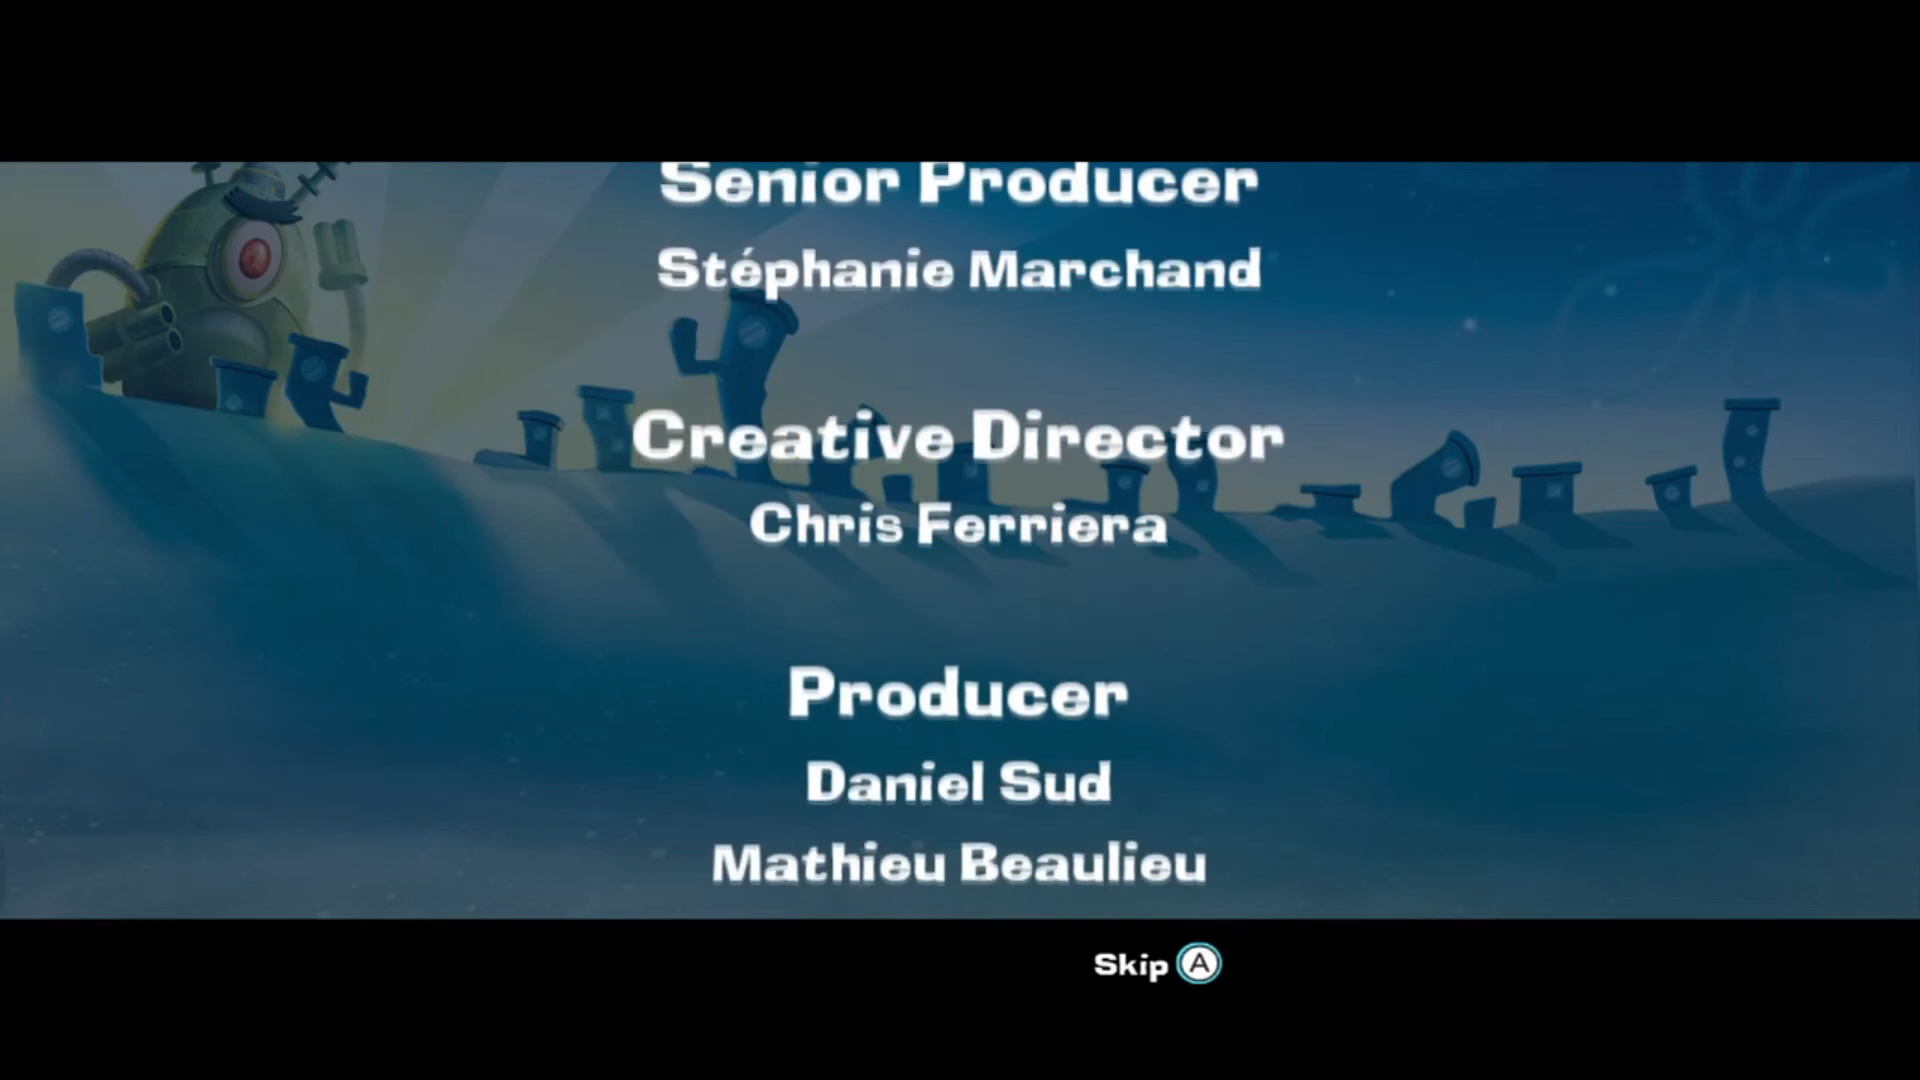 Senior Producer
Stéphanie Marchand
Creative Director
Chris Ferriera
Producer
Daniel Sud
Mathieu Beaulieu
Skip A